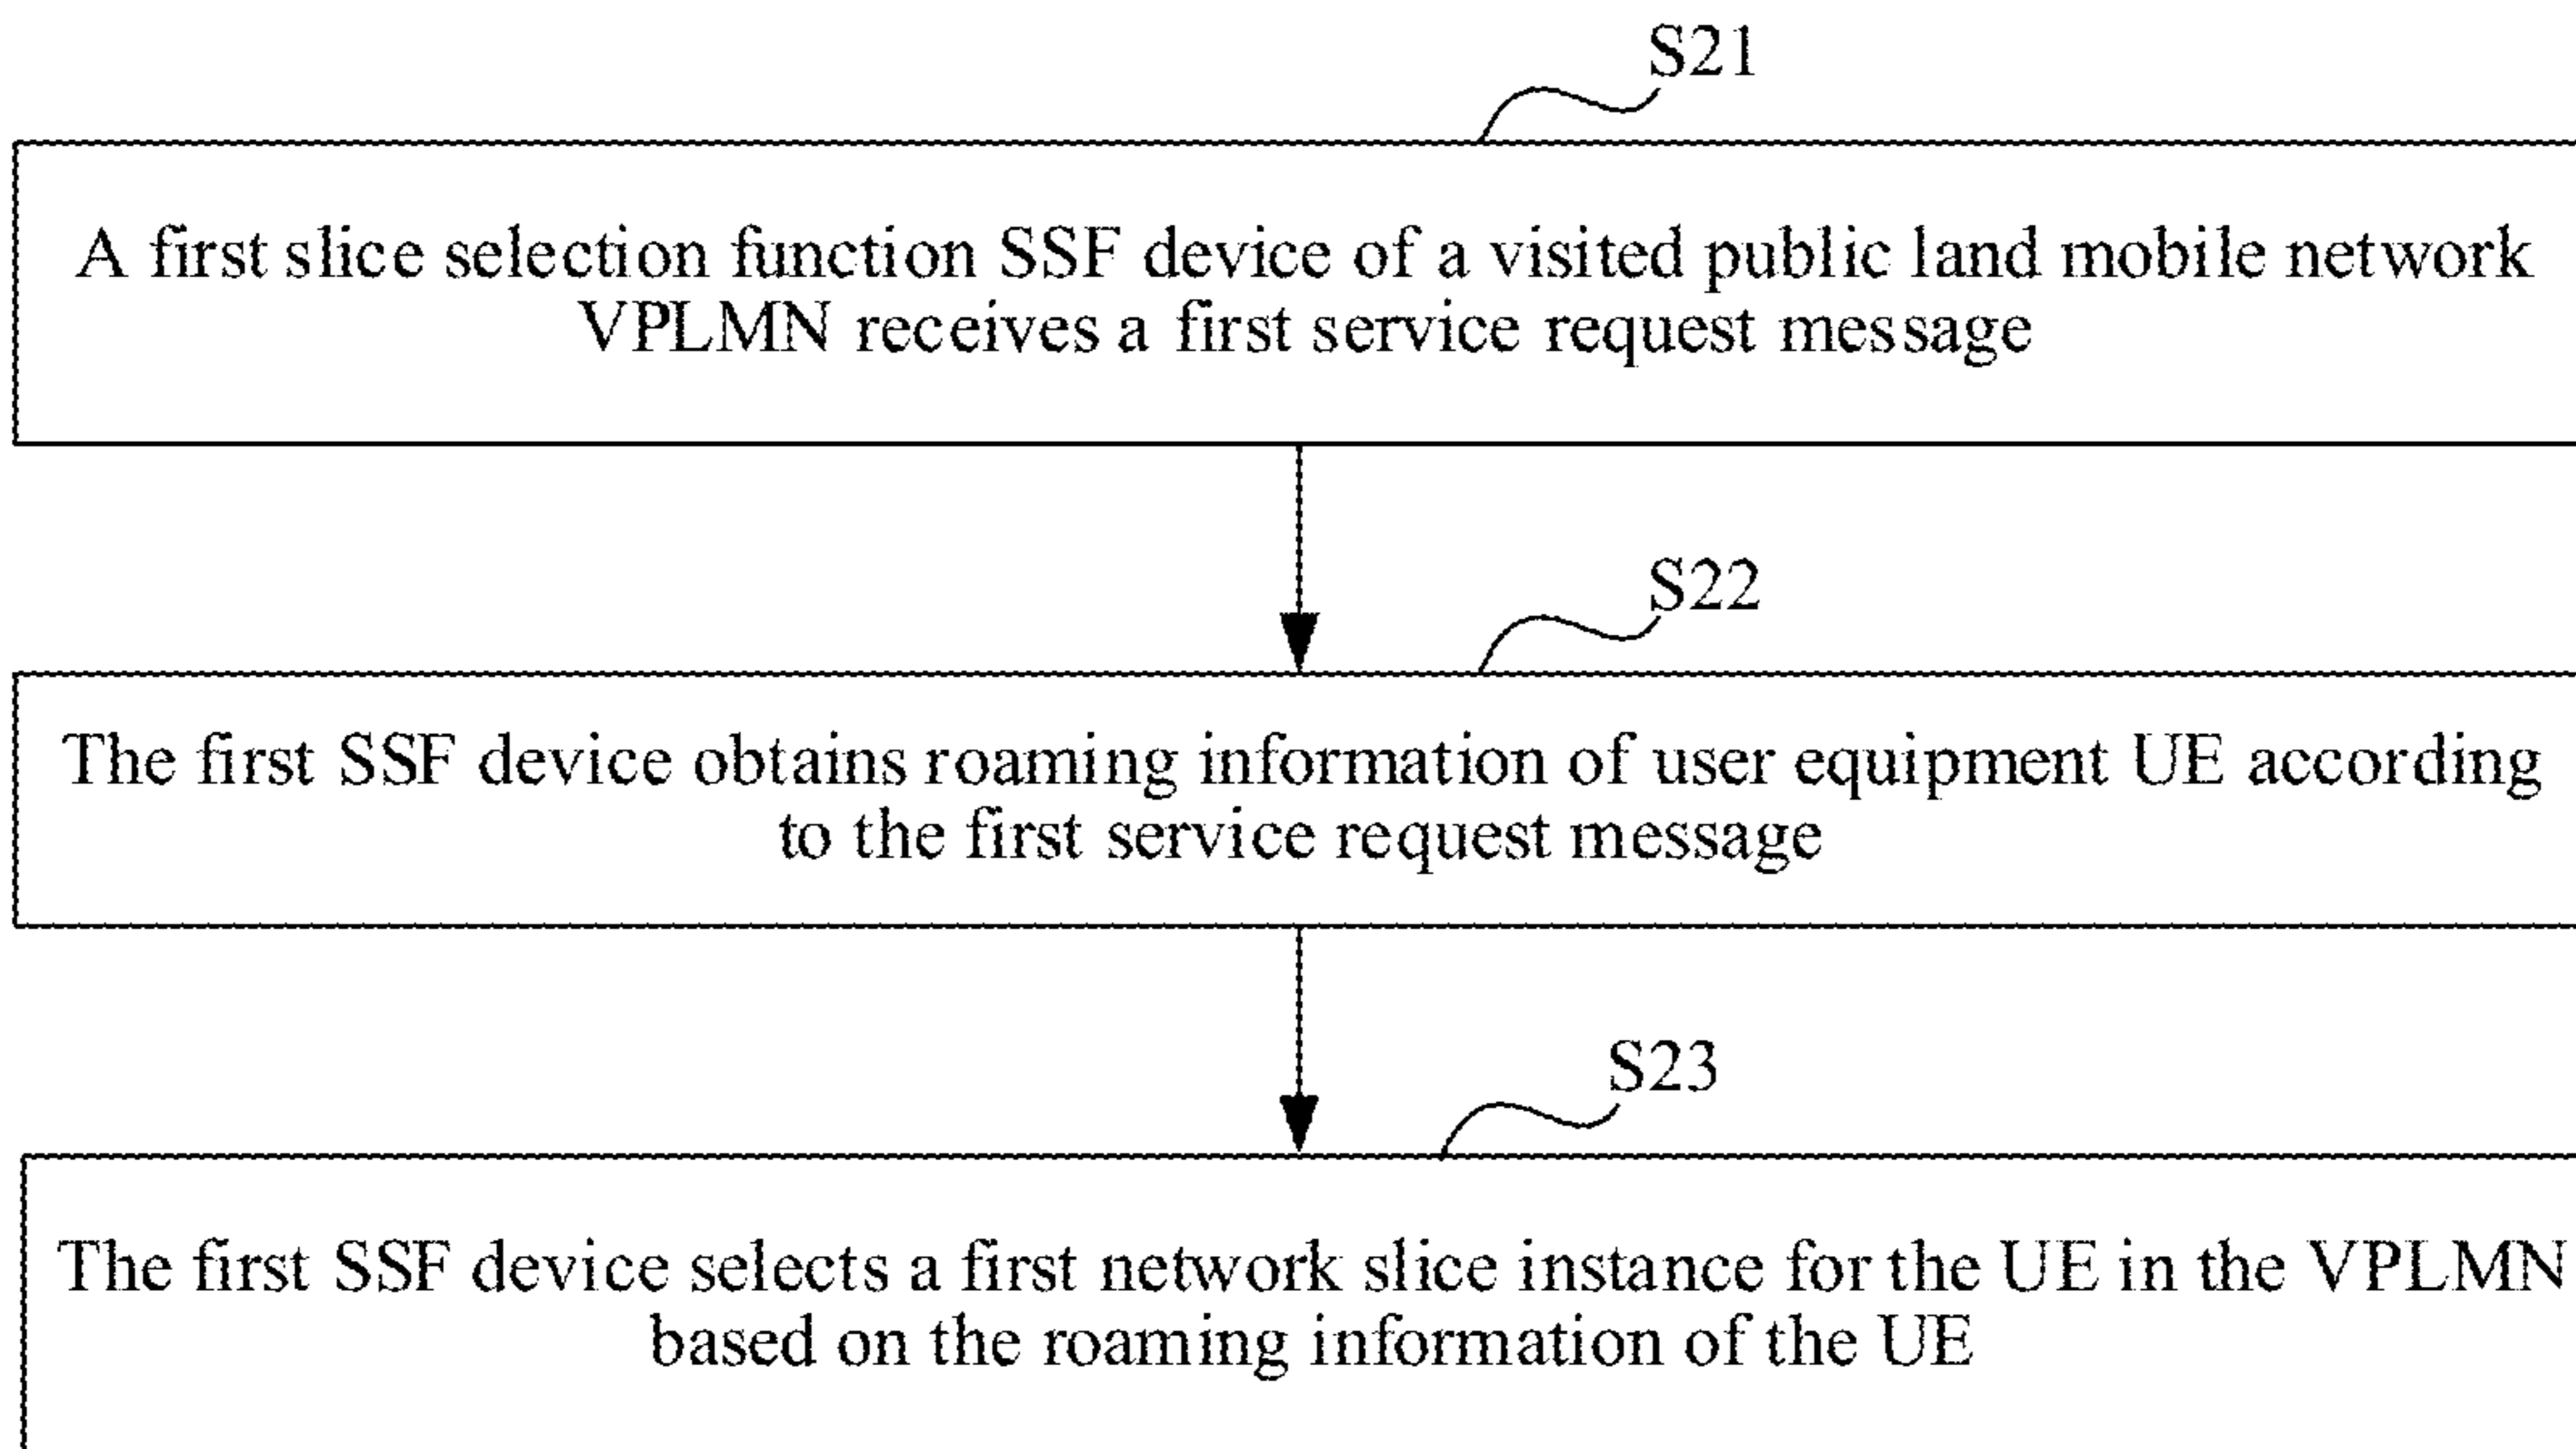 S21
A first slice selection function SSF device of a visited public land mobile network
VPLMN receives a first service request message
S22
The first SSF device obtains roaming information of user equipment UE according
to the first service request message
S23
The first SSF device selects a first network slice instance for the UE in the VPLMN
based on the roaming information of the UE